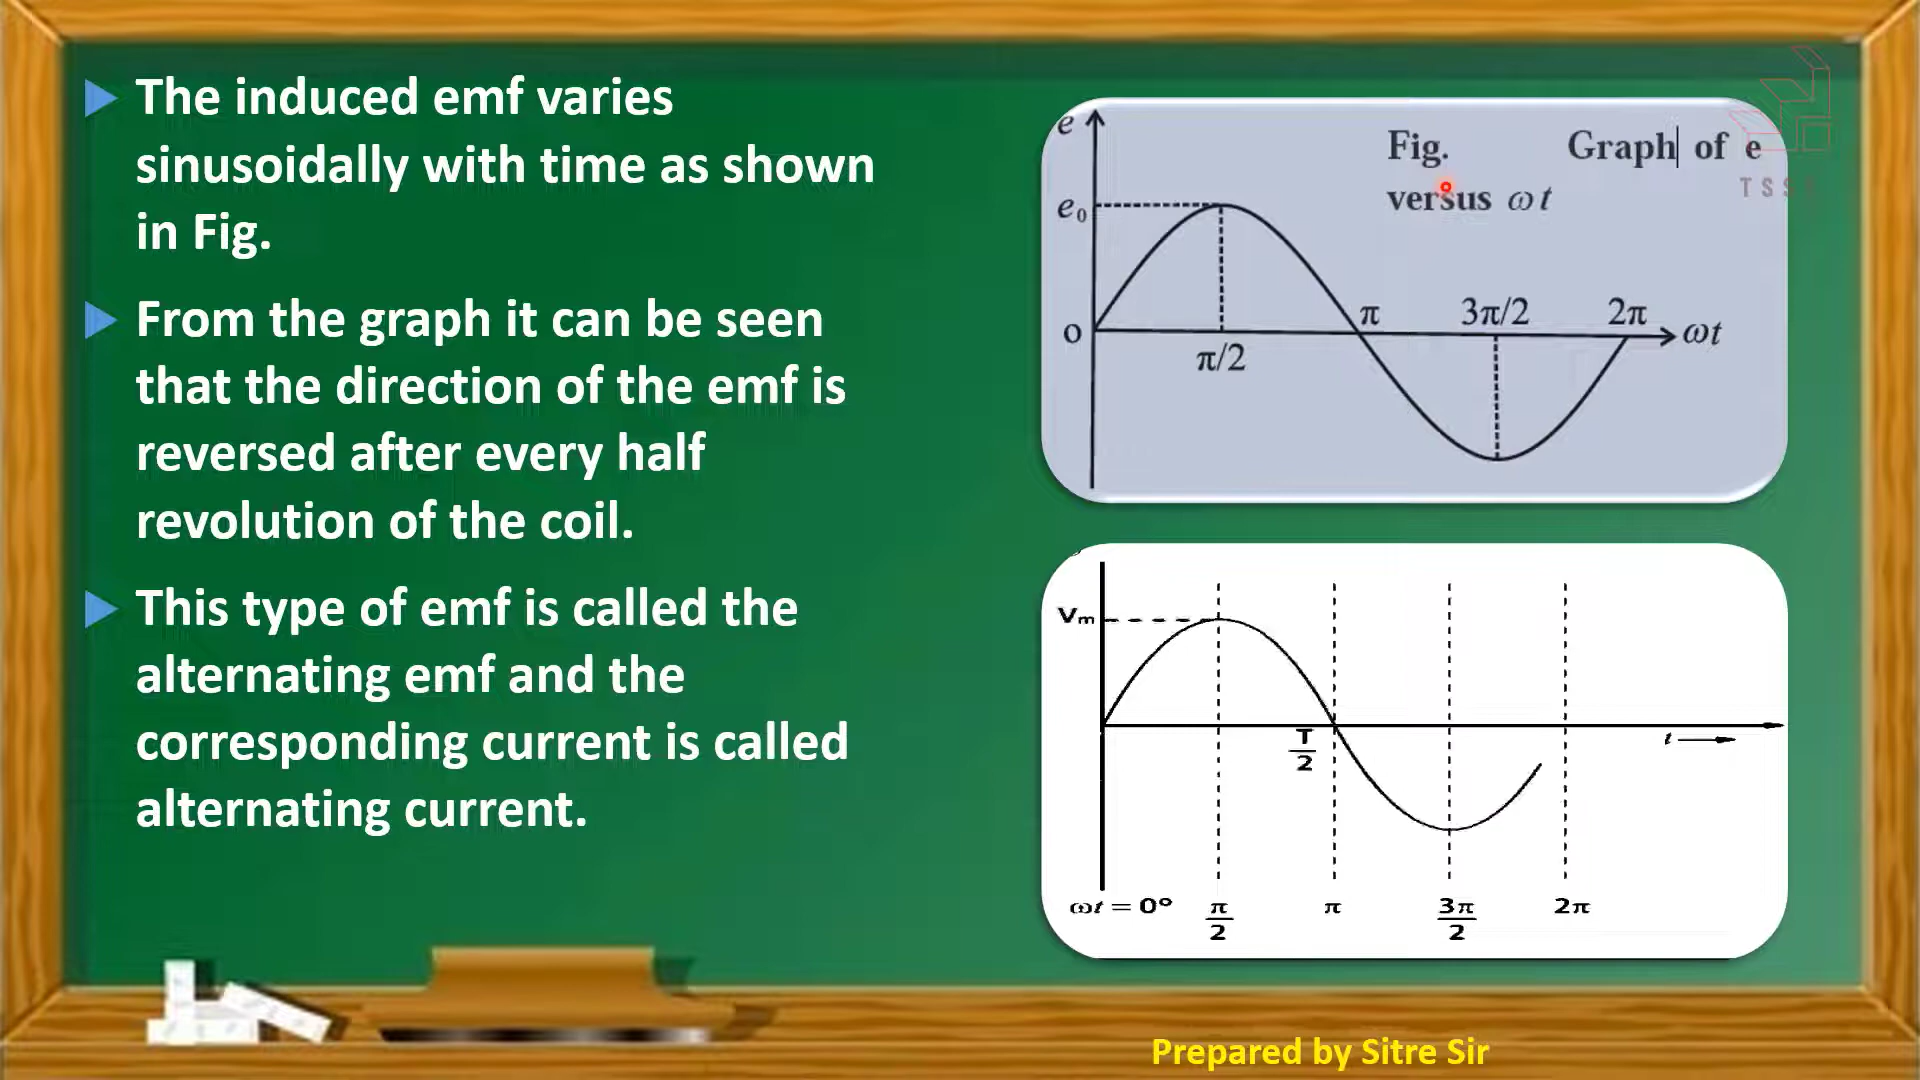 The induced emf varies
sinusoidally with time as shown
in Fig.
From the graph it can be seen
that the direction of the emf is
reversed after every half
revolution of the coil.
This type of emf is called the
alternating emf and the
corresponding current is called
alternating current.
e
Fig. Graph of e
versus ωt
e₀
o
π/2
π
3π/2
2π
ωt
Vₘ
T/2
t
ωt = 0° π/2 π 3π/2 2π
Prepared by Sitre Sir